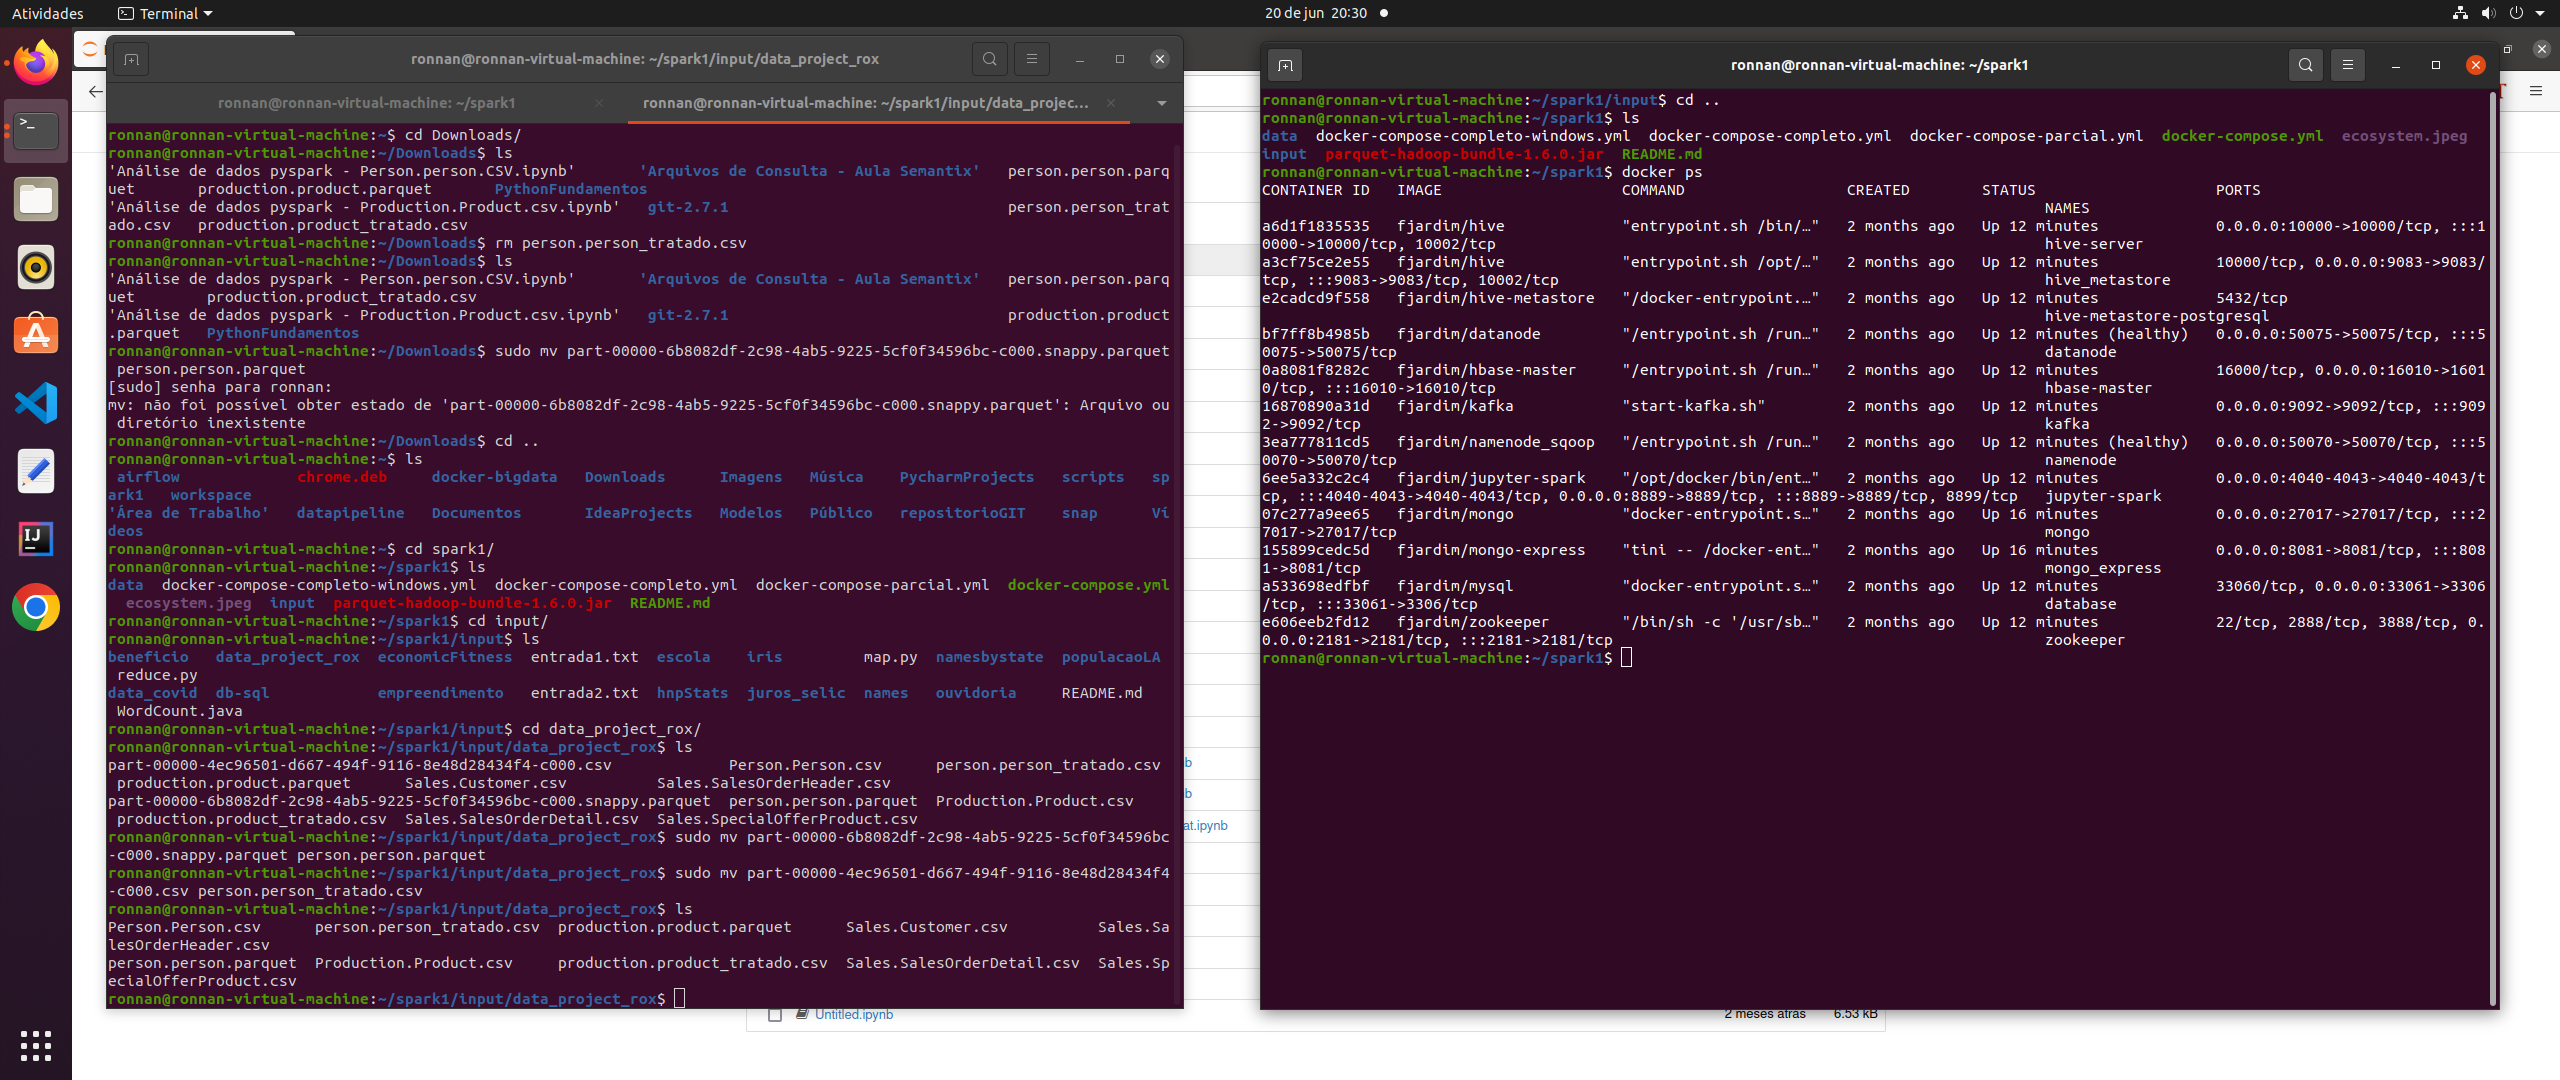 Atividades
Terminal
20 de jun 20:30
ronnan@ronnan-virtual-machine: ~/spark1/input/data_project_rox
ronnan@ronnan-virtual-machine: ~/spark1
ronnan@ronnan-virtual-machine: ~/spark1/input/data_projec...
ronnan@ronnan-virtual-machine:~$ cd Downloads/
ronnan@ronnan-virtual-machine:~/Downloads$ ls
'Análise de dados pyspark - Person.person.CSV.ipynb'       'Arquivos de Consulta - Aula Semantix'   person.person.parq
uet       production.product.parquet       PythonFundamentos
'Análise de dados pyspark - Production.Product.csv.ipynb'   git-2.7.1                               person.person_trat
ado.csv   production.product_tratado.csv
ronnan@ronnan-virtual-machine:~/Downloads$ rm person.person_tratado.csv
ronnan@ronnan-virtual-machine:~/Downloads$ ls
'Análise de dados pyspark - Person.person.CSV.ipynb'       'Arquivos de Consulta - Aula Semantix'   person.person.parq
uet        production.product_tratado.csv
'Análise de dados pyspark - Production.Product.csv.ipynb'   git-2.7.1                               production.product
.parquet   PythonFundamentos
ronnan@ronnan-virtual-machine:~/Downloads$ sudo mv part-00000-6b8082df-2c98-4ab5-9225-5cf0f34596bc-c000.snappy.parquet
person.person.parquet
[sudo] senha para ronnan:
mv: não foi possível obter estado de 'part-00000-6b8082df-2c98-4ab5-9225-5cf0f34596bc-c000.snappy.parquet': Arquivo ou
diretório inexistente
ronnan@ronnan-virtual-machine:~/Downloads$ cd ..
ronnan@ronnan-virtual-machine:~$ ls
airflow             chrome.deb     docker-bigdata   Downloads      Imagens   Música    PycharmProjects   scripts   sp
ark1   workspace
'Área de Trabalho'   datapipeline   Documentos       IdeaProjects   Modelos   Público   repositorioGIT    snap      Ví
deos
ronnan@ronnan-virtual-machine:~$ cd spark1/
ronnan@ronnan-virtual-machine:~/spark1$ ls
data  docker-compose-completo-windows.yml  docker-compose-completo.yml  docker-compose-parcial.yml  docker-compose.yml
ecosystem.jpeg  input  parquet-hadoop-bundle-1.6.0.jar  README.md
ronnan@ronnan-virtual-machine:~/spark1$ cd input/
ronnan@ronnan-virtual-machine:~/spark1/input$ ls
beneficio   data_project_rox  economicFitness  entrada1.txt  escola    iris         map.py  namesbystate  populacaoLA
reduce.py
data_covid  db-sql            empreendimento   entrada2.txt  hnpStats  juros_selic  names   ouvidoria     README.md
WordCount.java
ronnan@ronnan-virtual-machine:~/spark1/input$ cd data_project_rox/
ronnan@ronnan-virtual-machine:~/spark1/input/data_project_rox$ ls
part-00000-4ec96501-d667-494f-9116-8e48d28434f4-c000.csv             Person.Person.csv      person.person_tratado.csv
production.product.parquet      Sales.Customer.csv          Sales.SalesOrderHeader.csv
part-00000-6b8082df-2c98-4ab5-9225-5cf0f34596bc-c000.snappy.parquet  person.person.parquet  Production.Product.csv
production.product_tratado.csv  Sales.SalesOrderDetail.csv  Sales.SpecialOfferProduct.csv
ronnan@ronnan-virtual-machine:~/spark1/input/data_project_rox$ sudo mv part-00000-6b8082df-2c98-4ab5-9225-5cf0f34596bc
-c000.snappy.parquet person.person.parquet
ronnan@ronnan-virtual-machine:~/spark1/input/data_project_rox$ sudo mv part-00000-4ec96501-d667-494f-9116-8e48d28434f4
-c000.csv person.person_tratado.csv
ronnan@ronnan-virtual-machine:~/spark1/input/data_project_rox$ ls
Person.Person.csv      person.person_tratado.csv  production.product.parquet      Sales.Customer.csv          Sales.Sa
lesOrderHeader.csv
person.person.parquet  Production.Product.csv     production.product_tratado.csv  Sales.SalesOrderDetail.csv  Sales.Sp
ecialOfferProduct.csv
ronnan@ronnan-virtual-machine:~/spark1/input/data_project_rox$
b
b
at.ipynb
Untitled.ipynb
2 meses atrás
6.53 kB
ronnan@ronnan-virtual-machine: ~/spark1
ronnan@ronnan-virtual-machine:~/spark1/input$ cd ..
ronnan@ronnan-virtual-machine:~/spark1$ ls
data  docker-compose-completo-windows.yml  docker-compose-completo.yml  docker-compose-parcial.yml  docker-compose.yml  ecosystem.jpeg
input  parquet-hadoop-bundle-1.6.0.jar  README.md
ronnan@ronnan-virtual-machine:~/spark1$ docker ps
CONTAINER ID   IMAGE                    COMMAND                  CREATED        STATUS                    PORTS
NAMES
a6d1f1835535   fjardim/hive             "entrypoint.sh /bin/…"   2 months ago   Up 12 minutes             0.0.0.0:10000->10000/tcp, :::1
0000->10000/tcp, 10002/tcp                                                             hive-server
a3cf75ce2e55   fjardim/hive             "entrypoint.sh /opt/…"   2 months ago   Up 12 minutes             10000/tcp, 0.0.0.0:9083->9083/
tcp, :::9083->9083/tcp, 10002/tcp                                                      hive_metastore
e2cadcd9f558   fjardim/hive-metastore   "/docker-entrypoint.…"   2 months ago   Up 12 minutes             5432/tcp
hive-metastore-postgresql
bf7ff8b4985b   fjardim/datanode         "/entrypoint.sh /run…"   2 months ago   Up 12 minutes (healthy)   0.0.0.0:50075->50075/tcp, :::5
0075->50075/tcp                                                                        datanode
0a8081f8282c   fjardim/hbase-master     "/entrypoint.sh /run…"   2 months ago   Up 12 minutes             16000/tcp, 0.0.0.0:16010->1601
0/tcp, :::16010->16010/tcp                                                             hbase-master
16870890a31d   fjardim/kafka            "start-kafka.sh"         2 months ago   Up 12 minutes             0.0.0.0:9092->9092/tcp, :::909
2->9092/tcp                                                                            kafka
3ea777811cd5   fjardim/namenode_sqoop   "/entrypoint.sh /run…"   2 months ago   Up 12 minutes (healthy)   0.0.0.0:50070->50070/tcp, :::5
0070->50070/tcp                                                                        namenode
6ee5a332c2c4   fjardim/jupyter-spark    "/opt/docker/bin/ent…"   2 months ago   Up 12 minutes             0.0.0.0:4040-4043->4040-4043/t
cp, :::4040-4043->4040-4043/tcp, 0.0.0.0:8889->8889/tcp, :::8889->8889/tcp, 8899/tcp   jupyter-spark
07c277a9ee65   fjardim/mongo            "docker-entrypoint.s…"   2 months ago   Up 16 minutes             0.0.0.0:27017->27017/tcp, :::2
7017->27017/tcp                                                                        mongo
155899cedc5d   fjardim/mongo-express    "tini -- /docker-ent…"   2 months ago   Up 16 minutes             0.0.0.0:8081->8081/tcp, :::808
1->8081/tcp                                                                            mongo_express
a533698edfbf   fjardim/mysql            "docker-entrypoint.s…"   2 months ago   Up 12 minutes             33060/tcp, 0.0.0.0:33061->3306
/tcp, :::33061->3306/tcp                                                               database
e606eeb2fd12   fjardim/zookeeper        "/bin/sh -c '/usr/sb…"   2 months ago   Up 12 minutes             22/tcp, 2888/tcp, 3888/tcp, 0.
0.0.0:2181->2181/tcp, :::2181->2181/tcp                                                zookeeper
ronnan@ronnan-virtual-machine:~/spark1$